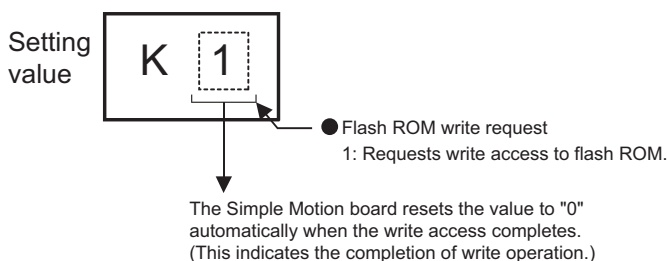 Setting
value
K 1
● Flash ROM write request
1: Requests write access to flash ROM.
The Simple Motion board resets the value to "0"
automatically when the write access completes.
(This indicates the completion of write operation.)